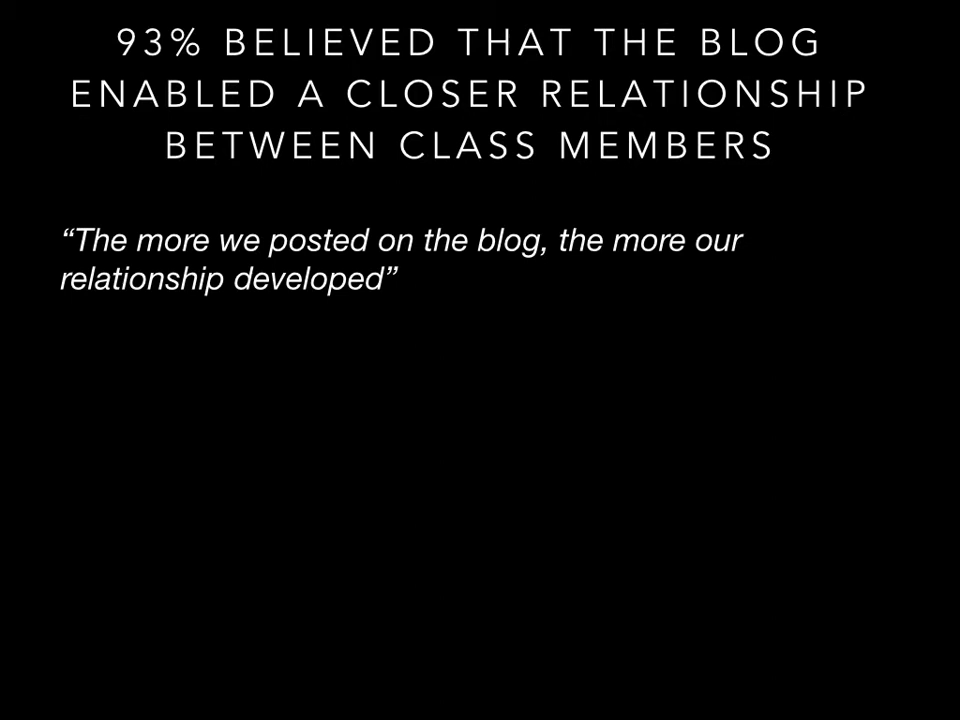 93% BELIEVED THAT THE BLOG
ENABLED A CLOSER RELATIONSHIP
BETWEEN CLASS MEMBERS
“The more we posted on the blog, the more our
relationship developed”